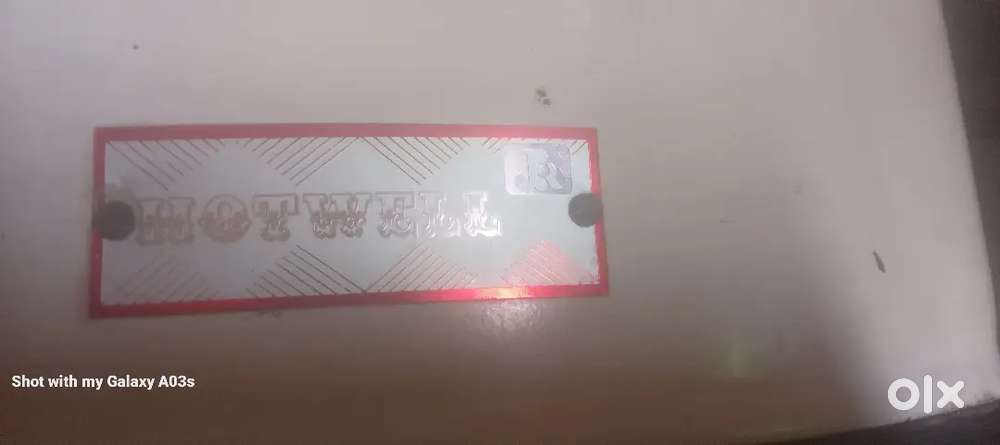 R
HOTWELL
Shot with my Galaxy A03s
olx